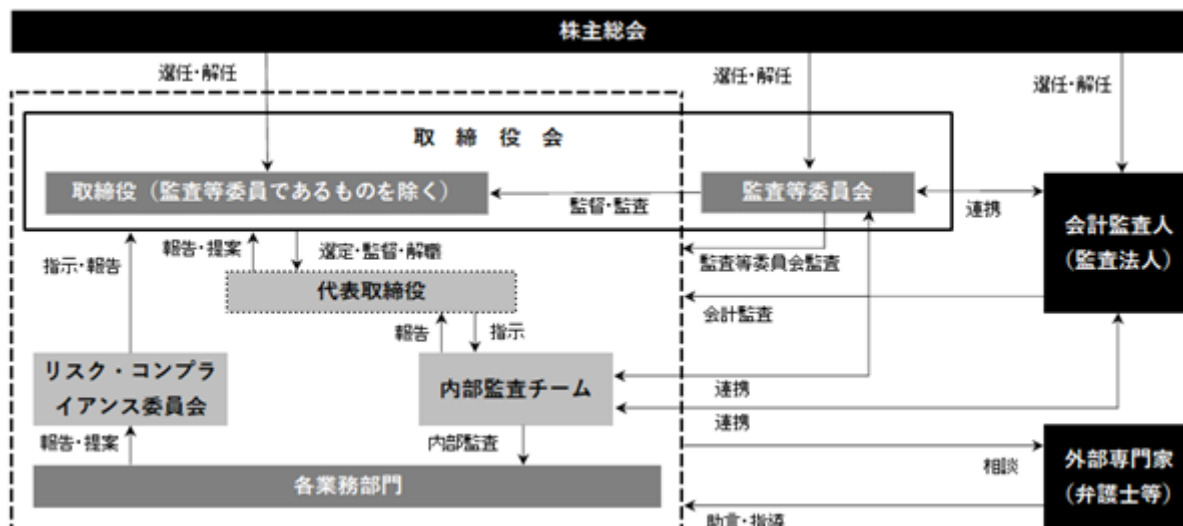 株主総会
選任・解任
選任・解任
選任・解任
取締役会
取締役（監査等委員であるものを除く）
監督・監査
監査等委員会
連携
会計監査人
（監査法人）
指示・報告
報告・提案
選定・監督・解職
監査等委員会監査
代表取締役
会計監査
報告
指示
リスク・コンプラ
イアンス委員会
内部監査チーム
連携
連携
報告・提案
内部監査
相談
外部専門家
（弁護士等）
各業務部門
助言・指導